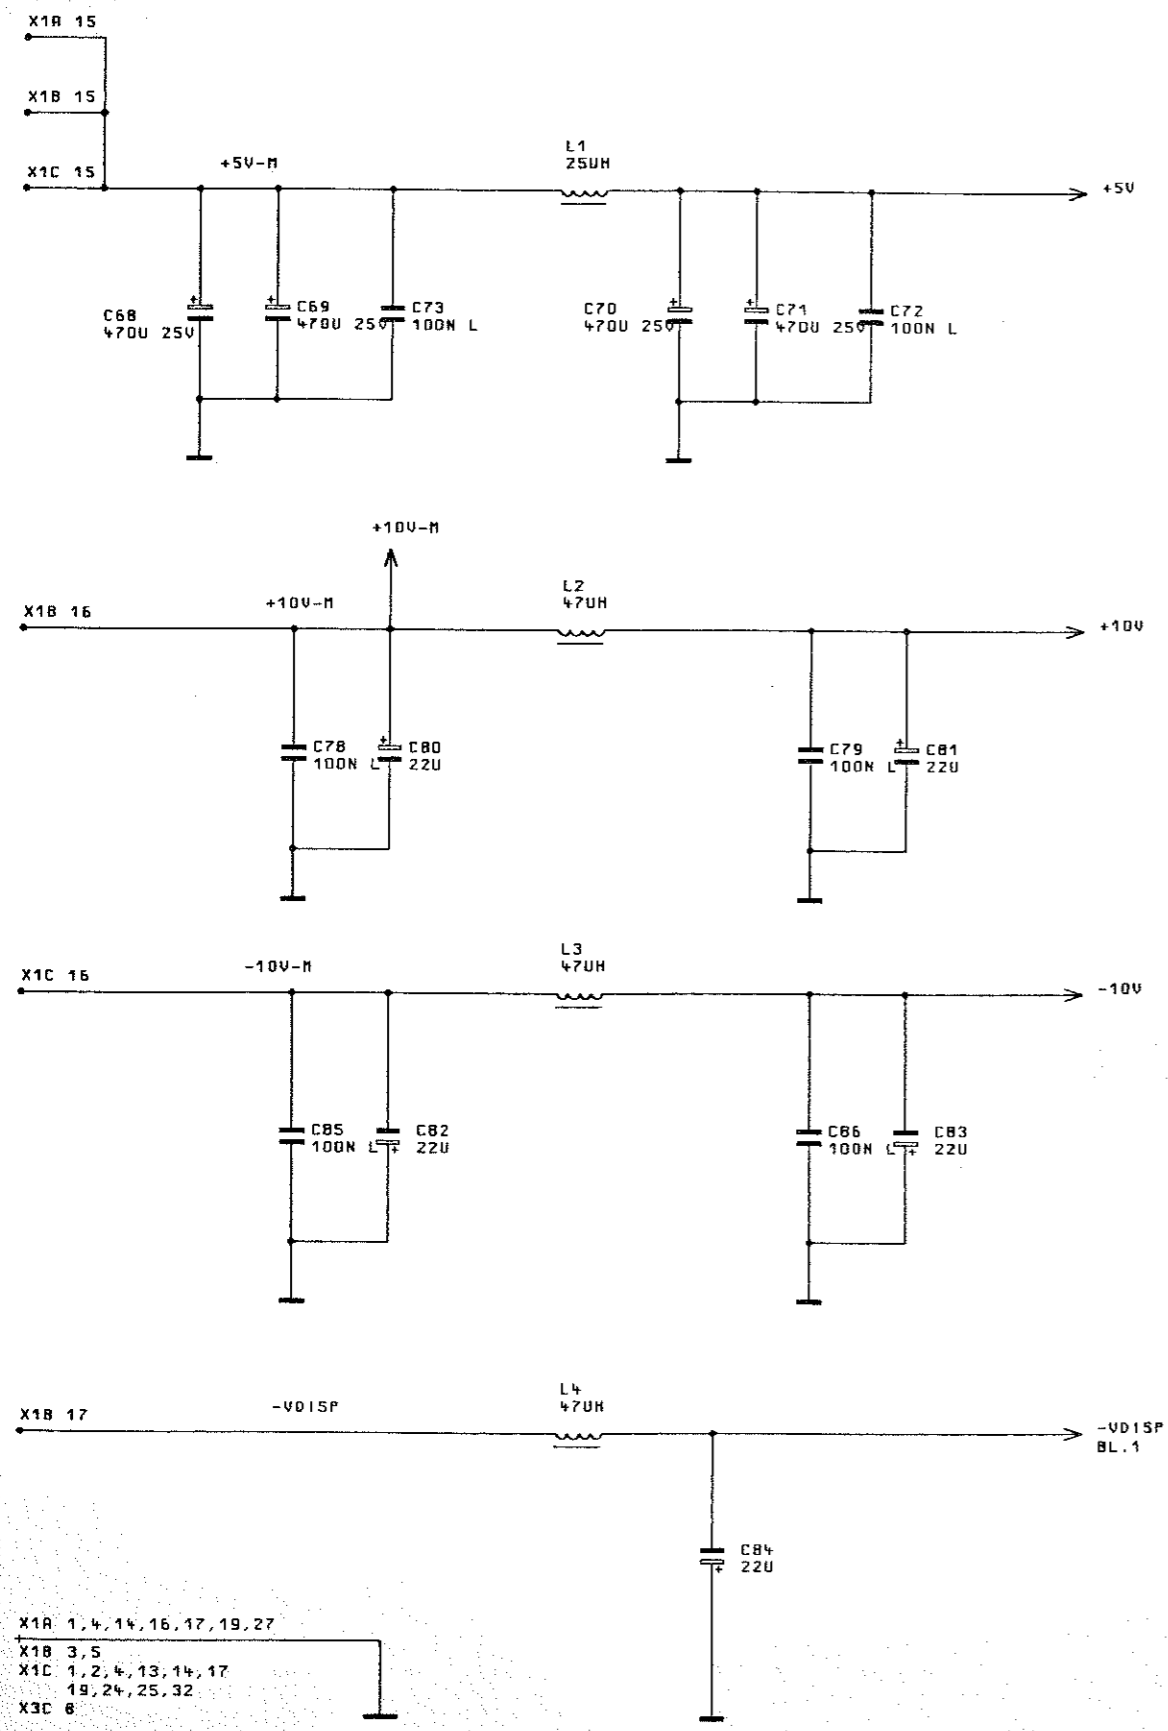 X1A 15
X1B 15
X1C 15
+5V-M
L1
25UH
+5V
C68
470U 25V
+
C69
470U 25V
+
C73
100N L
C70
470U 25V
+
C71
470U 25V
+
C72
100N L
+10V-M
X1B 16
+10V-M
L2
47UH
+10V
C78
100N L
+
C80
22U
C79
100N L
+
C81
22U
X1C 16
-10V-M
L3
47UH
-10V
C85
100N L
C82
22U
+
C86
100N L
C83
22U
+
X1B 17
-VDISP
L4
47UH
-VDISP
BL.1
C84
22U
+
X1A 1,4,14,16,17,19,27
X1B 3,5
X1C 1,2,4,13,14,17
19,24,25,32
X3C 8